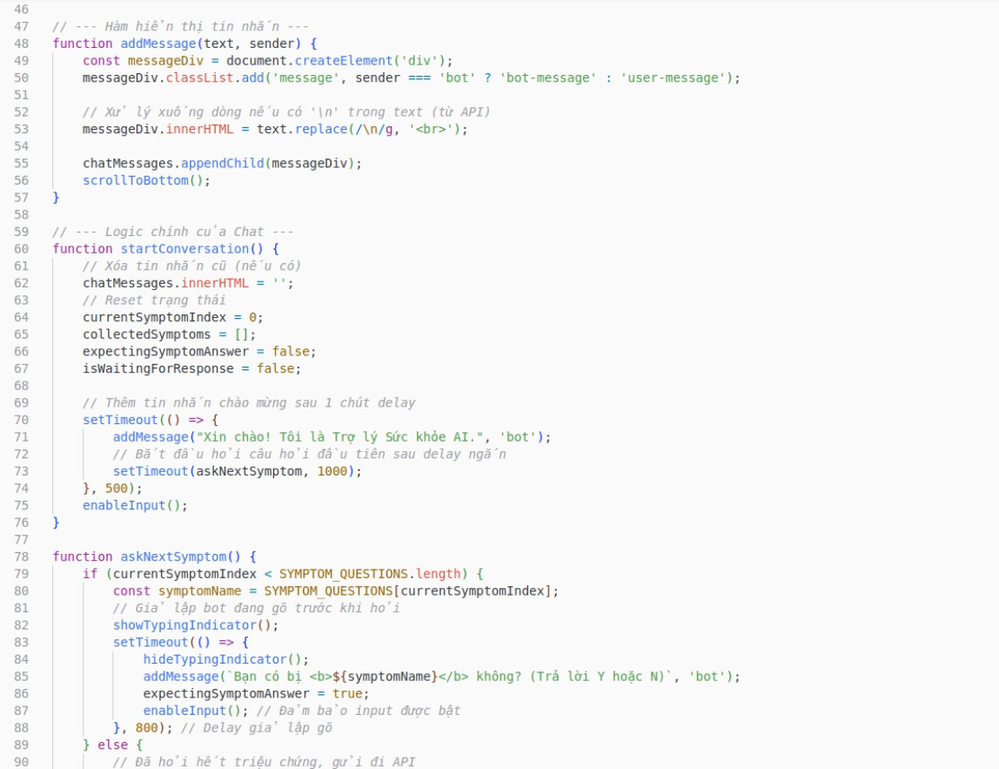 46
47 // --- Hàm hiển thị tin nhắn ---
48 function addMessage(text, sender) {
49     const messageDiv = document.createElement('div');
50     messageDiv.classList.add('message', sender === 'bot' ? 'bot-message' : 'user-message');
51
52     // Xử lý xuống dòng nếu có '\n' trong text (từ API)
53     messageDiv.innerHTML = text.replace(/\n/g, '<br>');
54
55     chatMessages.appendChild(messageDiv);
56     scrollToBottom();
57 }
58
59 // --- Logic chính của Chat ---
60 function startConversation() {
61     // Xóa tin nhắn cũ (nếu có)
62     chatMessages.innerHTML = '';
63     // Reset trạng thái
64     currentSymptomIndex = 0;
65     collectedSymptoms = [];
66     expectingSymptomAnswer = false;
67     isWaitingForResponse = false;
68
69     // Thêm tin nhắn chào mừng sau 1 chút delay
70     setTimeout(() => {
71         addMessage("Xin chào! Tôi là Trợ lý Sức khỏe AI.", 'bot');
72         // Bắt đầu hỏi câu hỏi đầu tiên sau delay ngắn
73         setTimeout(askNextSymptom, 1000);
74     }, 500);
75     enableInput();
76 }
77
78 function askNextSymptom() {
79     if (currentSymptomIndex < SYMPTOM_QUESTIONS.length) {
80         const symptomName = SYMPTOM_QUESTIONS[currentSymptomIndex];
81         // Giả lập bot đang gõ trước khi hỏi
82         showTypingIndicator();
83         setTimeout(() => {
84             hideTypingIndicator();
85             addMessage(`Bạn có bị <b>${symptomName}</b> không? (Trả lời Y hoặc N)`, 'bot');
86             expectingSymptomAnswer = true;
87             enableInput(); // Đảm bảo input được bật
88         }, 800); // Delay giả lập gõ
89     } else {
90         // Đã hỏi hết triệu chứng, gửi đi API